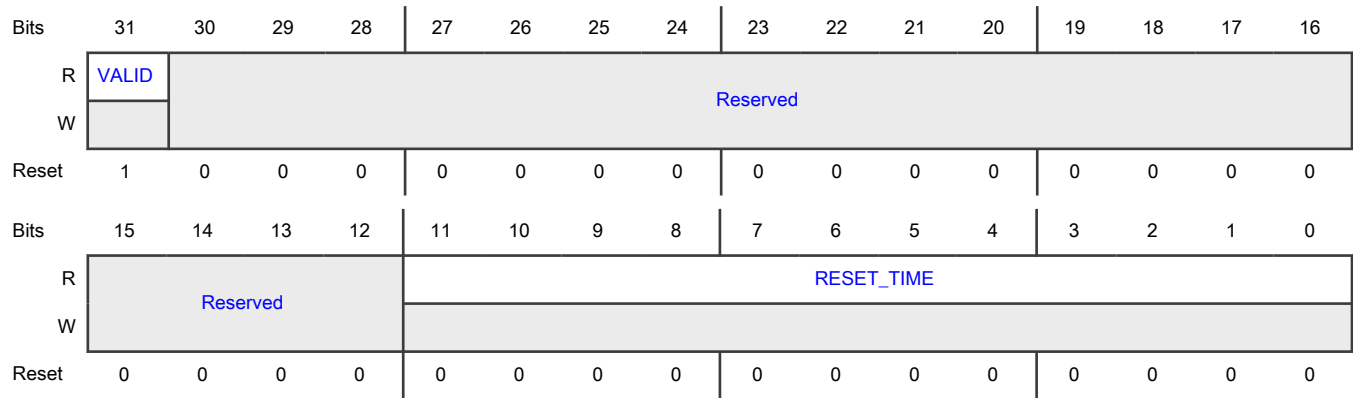 Bits 31 30 29 28 27 26 25 24 23 22 21 20 19 18 17 16
R VALID
Reserved
W
Reset 1 0 0 0 0 0 0 0 0 0 0 0 0 0 0 0
Bits 15 14 13 12 11 10 9 8 7 6 5 4 3 2 1 0
R RESET_TIME
Reserved
W
Reset 0 0 0 0 0 0 0 0 0 0 0 0 0 0 0 0